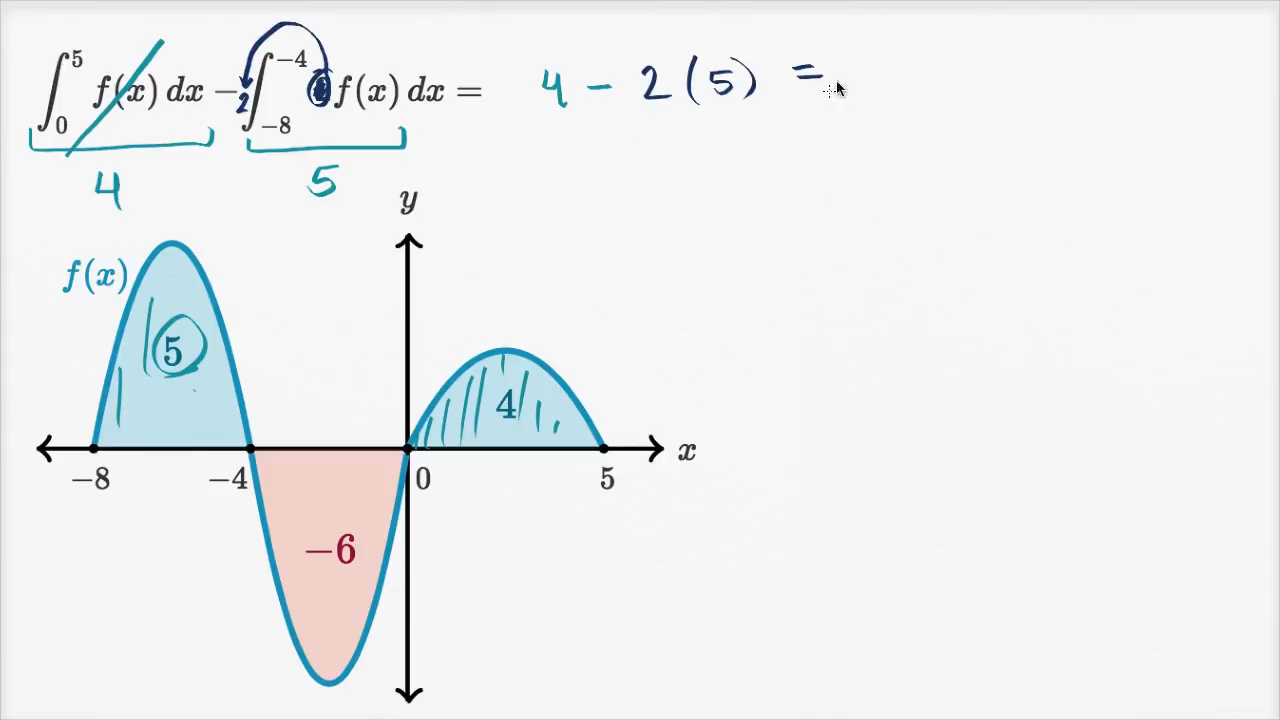 ∫₀⁵ f(x) dx − 2∫₋₈⁻⁴ f(x) dx = 4 − 2(5) =
4 5
y
f(x)
5
4
x
−8 −4 0 5
−6